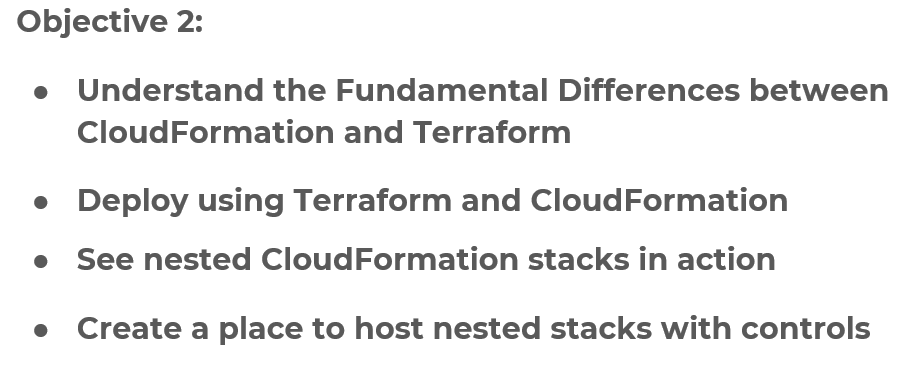 Objective 2:
● Understand the Fundamental Differences between
CloudFormation and Terraform
● Deploy using Terraform and CloudFormation
● See nested CloudFormation stacks in action
● Create a place to host nested stacks with controls